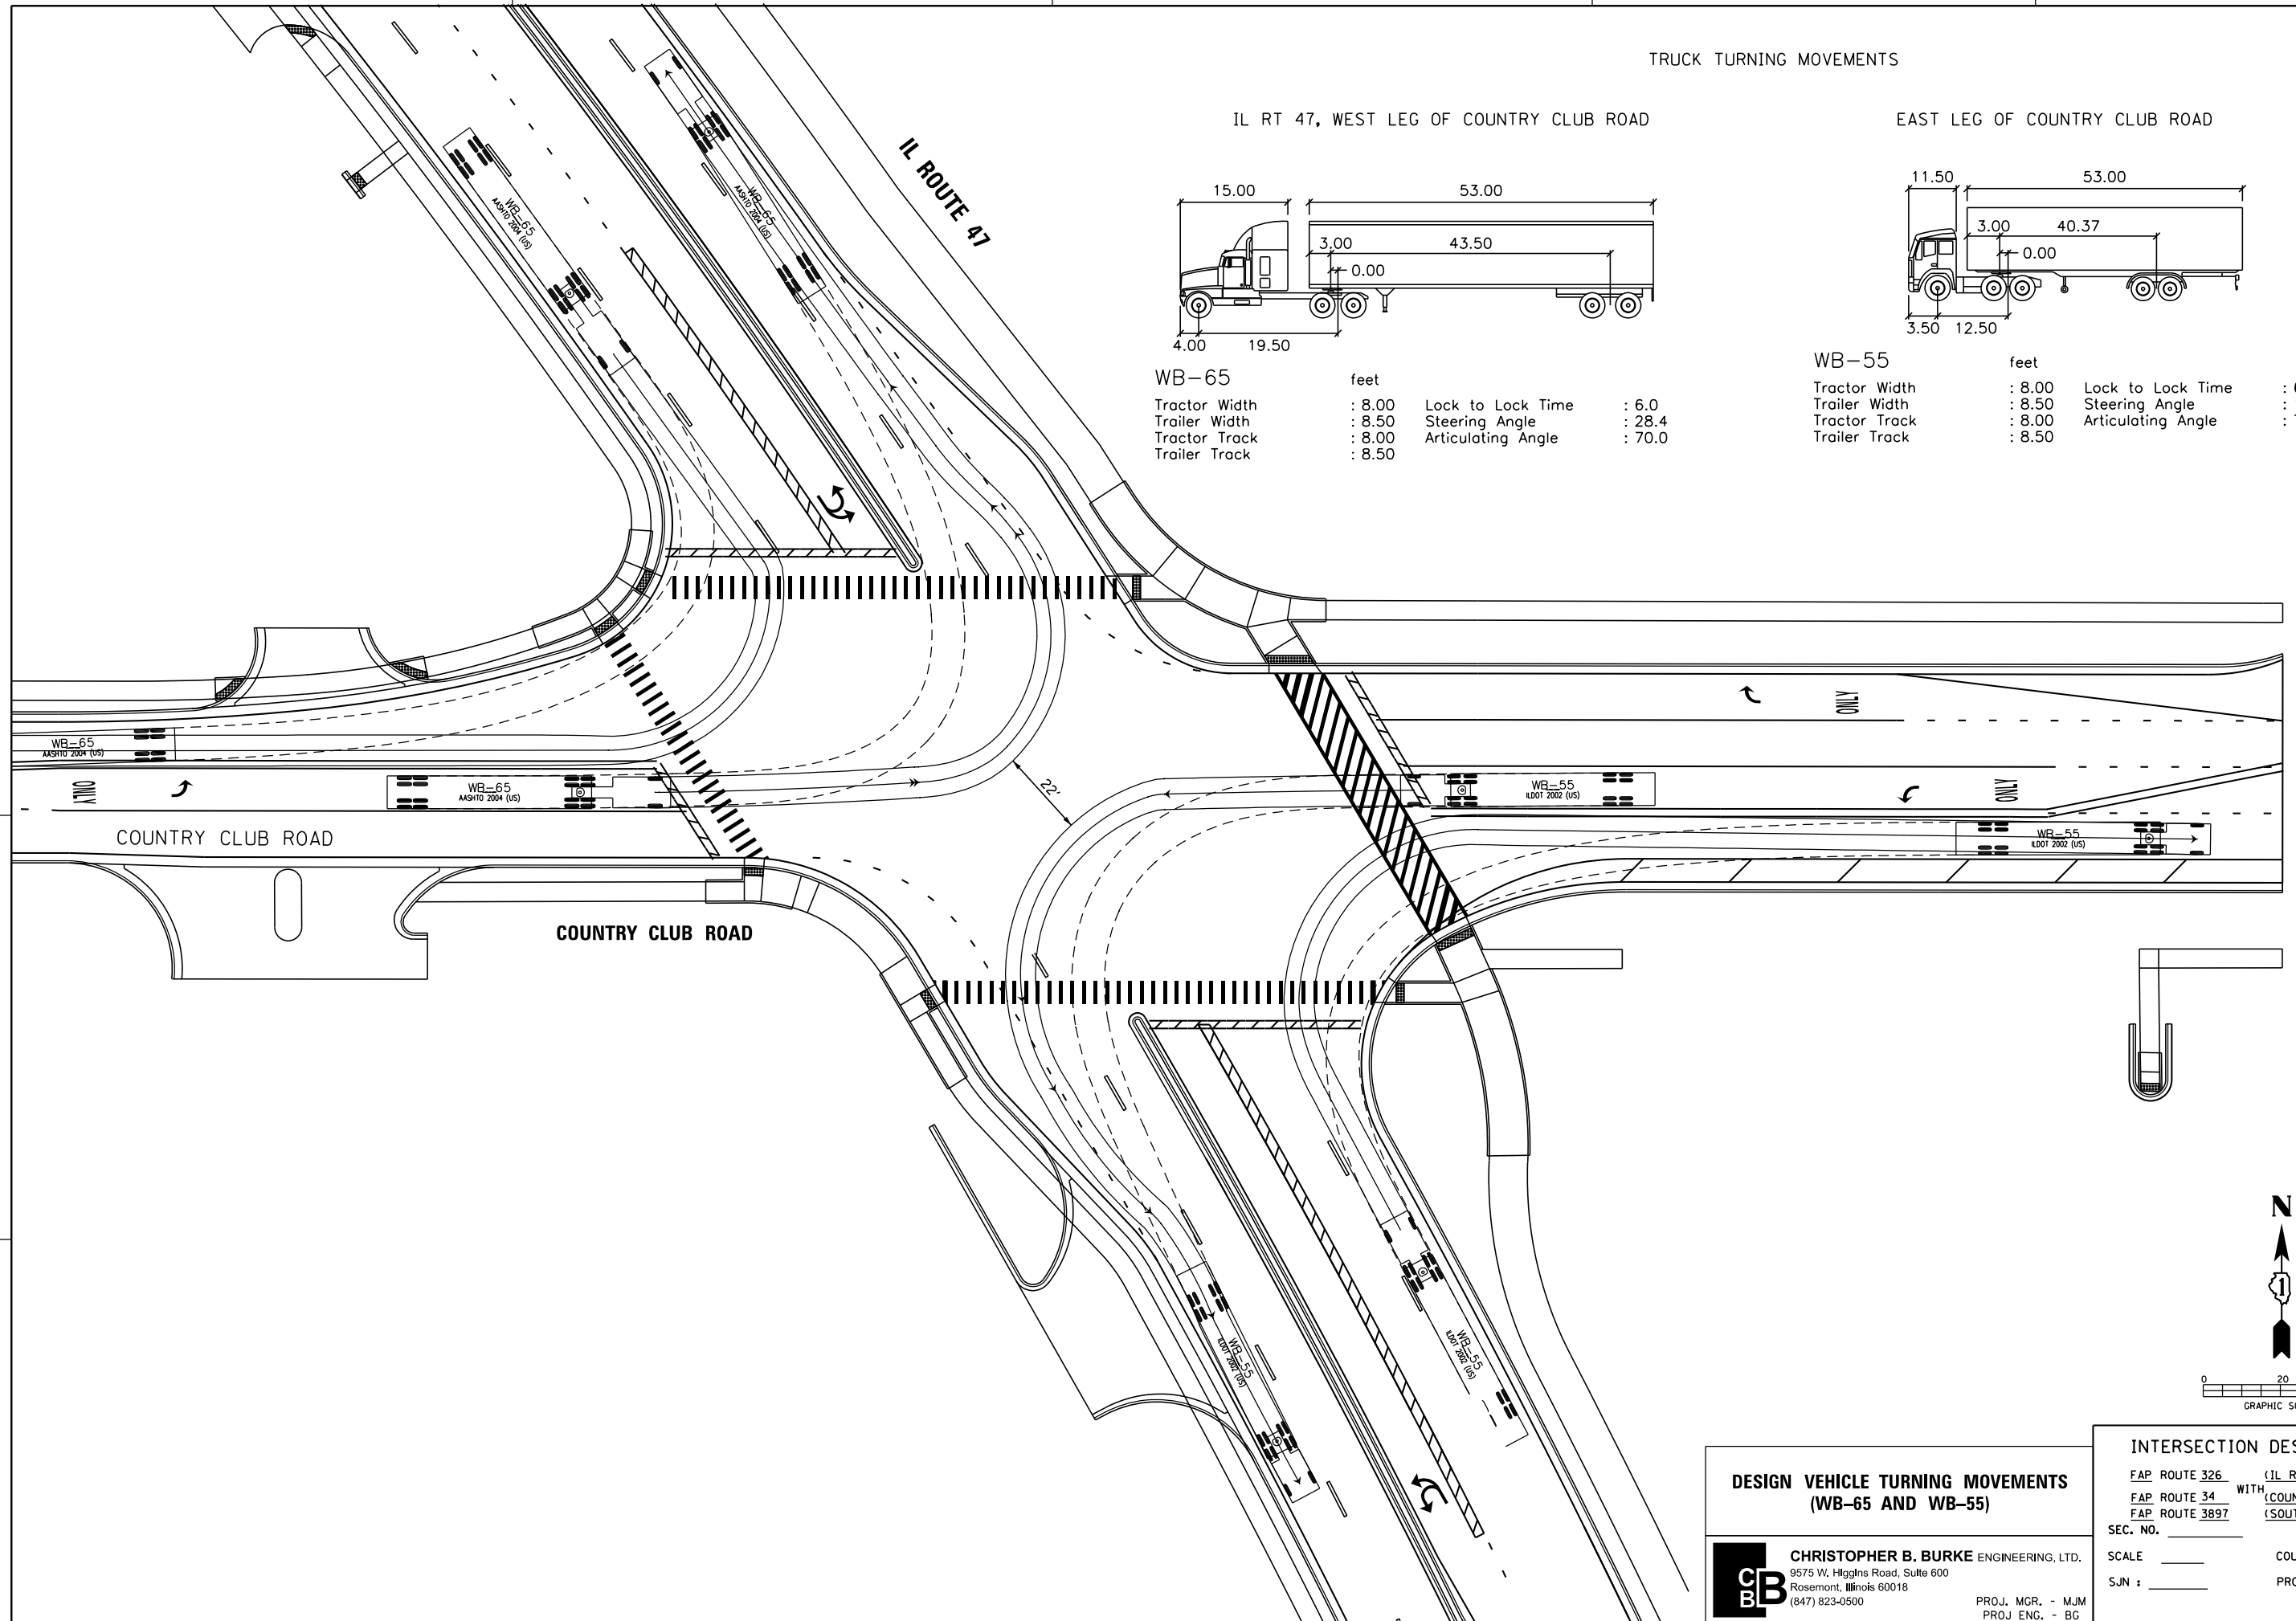 TRUCK TURNING MOVEMENTS
IL RT 47, WEST LEG OF COUNTRY CLUB ROAD
15.00
53.00
3.00
43.50
0.00
4.00
19.50
WB-65
feet
Tractor Width : 8.00 Lock to Lock Time : 6.0
Trailer Width : 8.50 Steering Angle : 28.4
Tractor Track : 8.00 Articulating Angle : 70.0
Trailer Track : 8.50
EAST LEG OF COUNTRY CLUB ROAD
11.50
53.00
3.00
40.37
0.00
3.50
12.50
WB-55
feet
Tractor Width : 8.00 Lock to Lock Time :
Trailer Width : 8.50 Steering Angle :
Tractor Track : 8.00 Articulating Angle :
Trailer Track : 8.50
IL ROUTE 47
WB-65
AASHTO 2004 (US)
WB-65
AASHTO 2004 (US)
WB-65
AASHTO 2004 (US)
ONLY
WB-65
AASHTO 2004 (US)
COUNTRY CLUB ROAD
COUNTRY CLUB ROAD
22'
WB-55
ILDOT 2002 (US)
ONLY
ONLY
WB-55
ILDOT 2002 (US)
WB-55
ILDOT 2002 (US)
WB-55
ILDOT 2002 (US)
N
1
0 20
GRAPHIC
DESIGN VEHICLE TURNING MOVEMENTS
(WB-65 AND WB-55)
CBB
CHRISTOPHER B. BURKE ENGINEERING, LTD.
9575 W. Higgins Road, Suite 600
Rosemont, Illinois 60018
(847) 823-0500
PROJ. MGR. - MJM
PROJ ENG. - BG
INTERSECTION
FAP ROUTE 326 (IL
WITH
FAP ROUTE 34
FAP ROUTE 3897
SEC. NO.
SCALE
SJN :